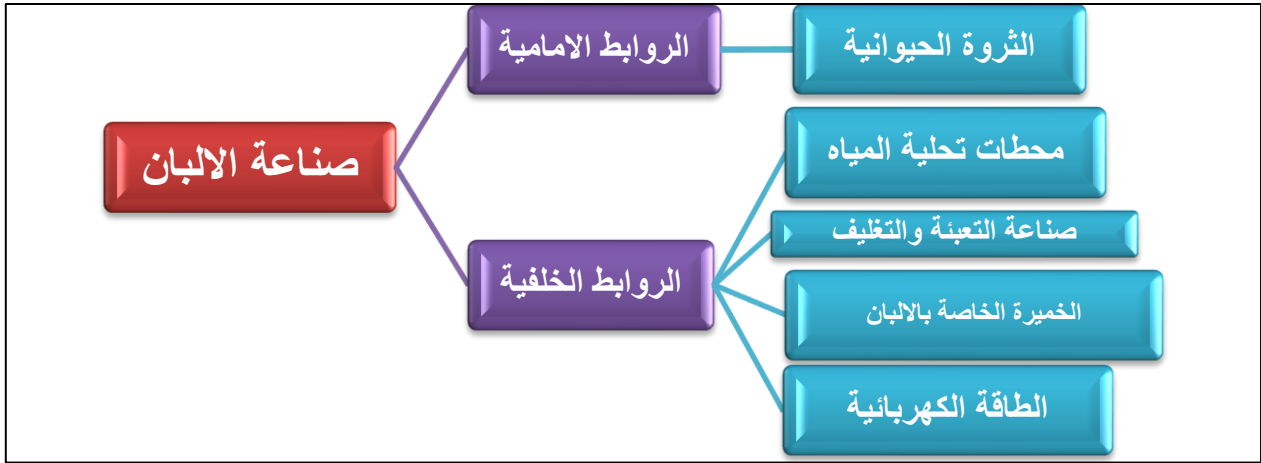 صناعة الالبان
الروابط الامامية
الثروة الحيوانية
الروابط الخلفية
محطات تحلية المياه
صناعة التعبئة والتغليف
الخميرة الخاصة بالالبان
الطاقة الكهربائية